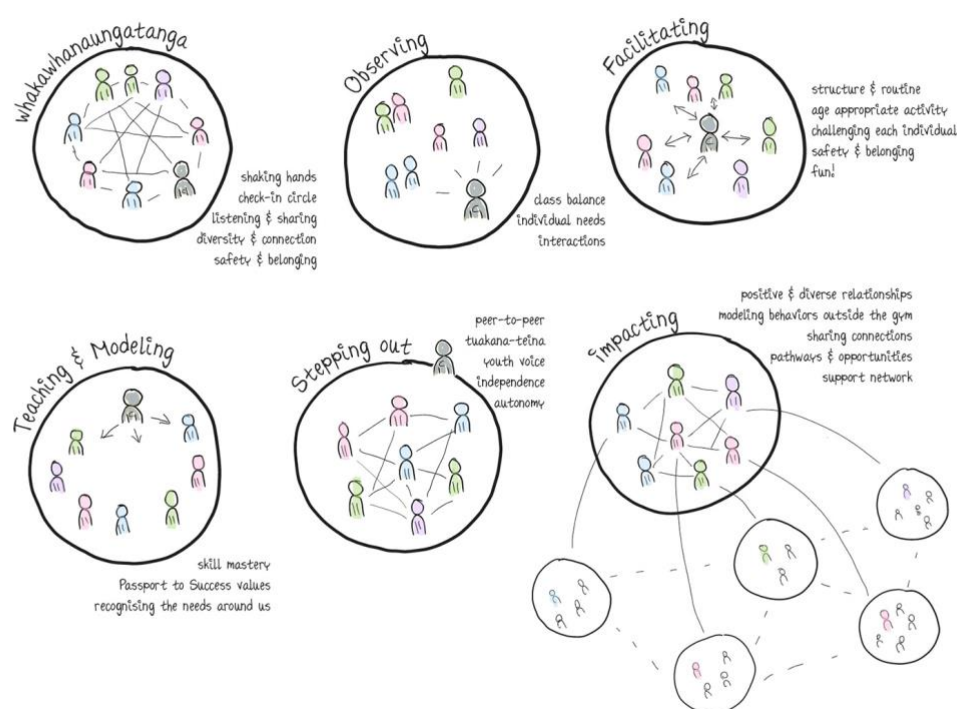 Whakawhanaungatanga
shaking hands
check-in circle
listening & sharing
diversity & connection
safety & belonging
Observing
class balance
individual needs
interactions
Facilitating
structure & routine
age appropriate activity
challenging each individual
safety & belonging
fun!
Teaching & Modeling
skill mastery
Passport to Success values
recognising the needs around us
Stepping out
peer-to-peer
tuakana-teina
youth voice
independence
autonomy
impacting
positive & diverse relationships
modeling behaviors outside the gym
sharing connections
pathways & opportunities
support network